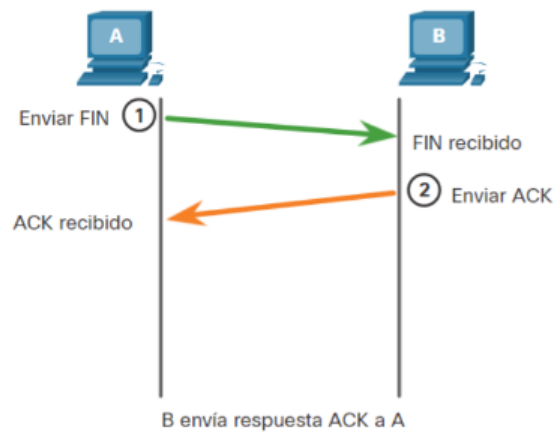 A
B
Enviar FIN 1
FIN recibido
2 Enviar ACK
ACK recibido
B envía respuesta ACK a A